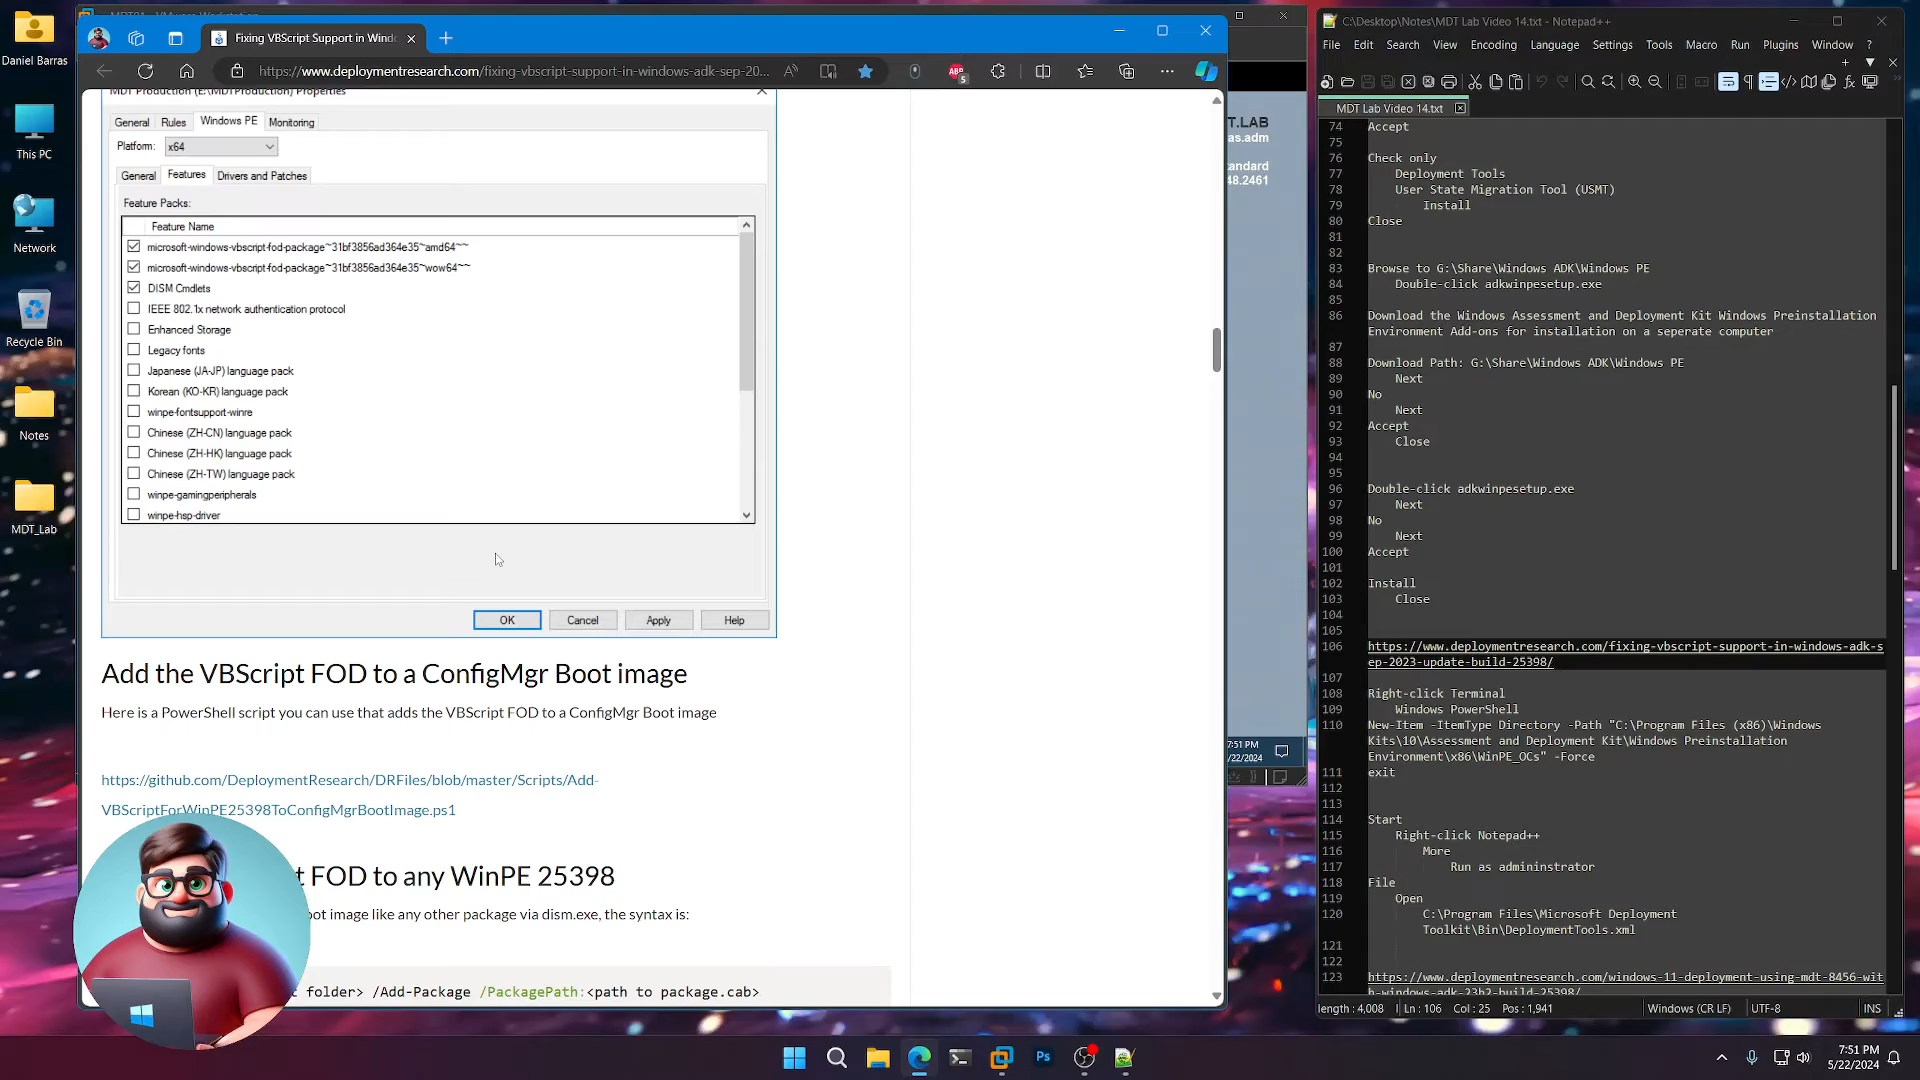 Daniel Barras
This PC
Network
Recycle Bin
Notes
MDT_Lab
Fixing VBScript Support in Windo
https://www.deploymentresearch.com/fixing-vbscript-support-in-windows-adk-sep-20...
MDT Production (E:\MDTProduction) Properties
General Rules Windows PE Monitoring
Platform: x64
General Features Drivers and Patches
Feature Packs:
Feature Name
microsoft-windows-vbscript-fod-package~31bf3856ad364e35~amd64~~
microsoft-windows-vbscript-fod-package~31bf3856ad364e35~wow64~~
DISM Cmdlets
IEEE 802.1x network authentication protocol
Enhanced Storage
Legacy fonts
Japanese (JA-JP) language pack
Korean (KO-KR) language pack
winpe-fontsupport-winre
Chinese (ZH-CN) language pack
Chinese (ZH-HK) language pack
Chinese (ZH-TW) language pack
winpe-gamingperipherals
winpe-hsp-driver
OK Cancel Apply Help
Add the VBScript FOD to a ConfigMgr Boot image
Here is a PowerShell script you can use that adds the VBScript FOD to a ConfigMgr Boot image
https://github.com/DeploymentResearch/DRFiles/blob/master/Scripts/Add-
VBScriptForWinPE25398ToConfigMgrBootImage.ps1
t FOD to any WinPE 25398
oot image like any other package via dism.exe, the syntax is:
t folder> /Add-Package /PackagePath:<path to package.cab>
T.LAB
as.adm
tandard
48.2461
7:51 PM
/22/2024
C:\Desktop\Notes\MDT Lab Video 14.txt - Notepad++
File Edit Search View Encoding Language Settings Tools Macro Run Plugins Window ?
MDT Lab Video 14.txt
74 Accept
75
76 Check only
77 Deployment Tools
78 User State Migration Tool (USMT)
79 Install
80 Close
81
82
83 Browse to G:\Share\Windows ADK\Windows PE
84 Double-click adkwinpesetup.exe
85
86 Download the Windows Assessment and Deployment Kit Windows Preinstallation
Environment Add-ons for installation on a seperate computer
87
88 Download Path: G:\Share\Windows ADK\Windows PE
89 Next
90 No
91 Next
92 Accept
93 Close
94
95
96 Double-click adkwinpesetup.exe
97 Next
98 No
99 Next
100 Accept
101
102 Install
103 Close
104
105
106 https://www.deploymentresearch.com/fixing-vbscript-support-in-windows-adk-s
ep-2023-update-build-25398/
107
108 Right-click Terminal
109 Windows PowerShell
110 New-Item -ItemType Directory -Path "C:\Program Files (x86)\Windows
Kits\10\Assessment and Deployment Kit\Windows Preinstallation
Environment\x86\WinPE_OCs" -Force
111 exit
112
113
114 Start
115 Right-click Notepad++
116 More
117 Run as admininstrator
118 File
119 Open
120 C:\Program Files\Microsoft Deployment
Toolkit\Bin\DeploymentTools.xml
121
122
123 https://www.deploymentresearch.com/windows-11-deployment-using-mdt-8456-wit
h-windows-adk-23h2-build-25398/
length : 4,008 Ln : 106 Col : 25 Pos : 1,941 Windows (CR LF) UTF-8 INS
Ps
7:51 PM
5/22/2024